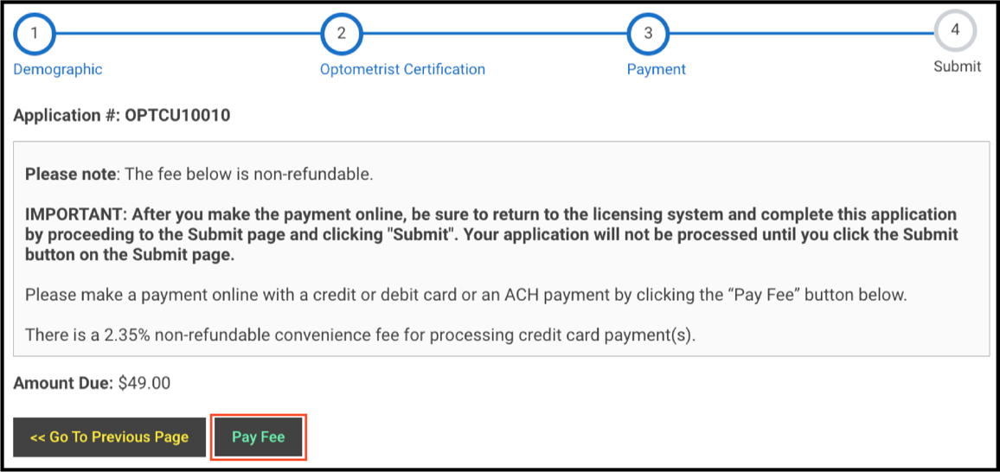 1 2 3 4
Demographic Optometrist Certification Payment Submit
Application #: OPTCU10010
Please note: The fee below is non-refundable.
IMPORTANT: After you make the payment online, be sure to return to the licensing system and complete this application
by proceeding to the Submit page and clicking "Submit". Your application will not be processed until you click the Submit
button on the Submit page.
Please make a payment online with a credit or debit card or an ACH payment by clicking the “Pay Fee” button below.
There is a 2.35% non-refundable convenience fee for processing credit card payment(s).
Amount Due: $49.00
<< Go To Previous Page Pay Fee